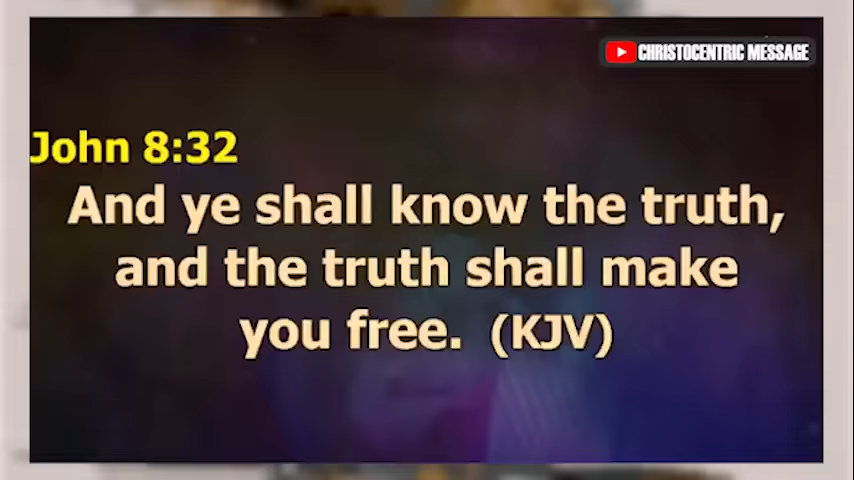 CHRISTOCENTRIC MESSAGE
John 8:32
And ye shall know the truth,
and the truth shall make
you free. (KJV)